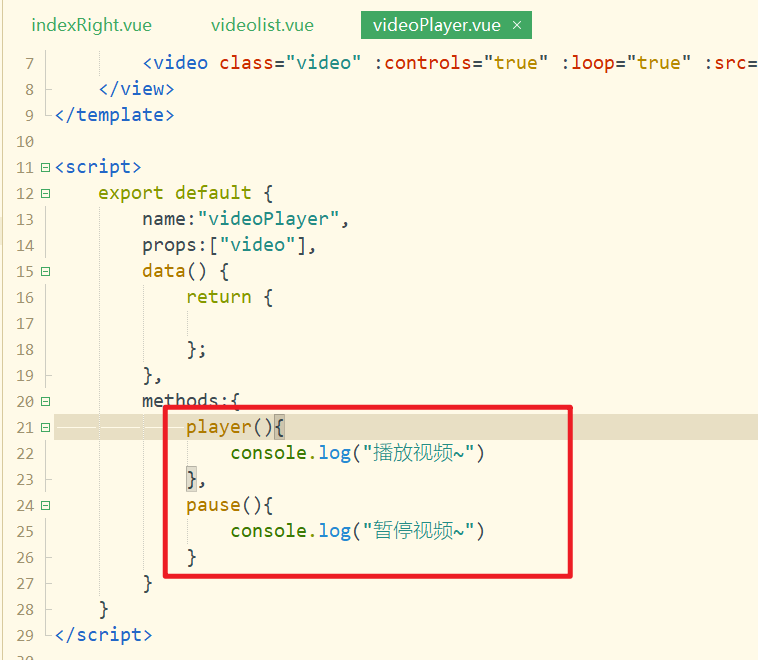 indexRight.vue videolist.vue videoPlayer.vue ×
7 <video class="video" :controls="true" :loop="true" :src=
8 </view>
9 </template>
10
11 <script>
12 export default {
13 name:"videoPlayer",
14 props:["video"],
15 data() {
16 return {
17
18 };
19 },
20 methods:{
21 player(){
22 console.log("播放视频~")
23 },
24 pause(){
25 console.log("暂停视频~")
26 }
27 }
28 }
29 </script>